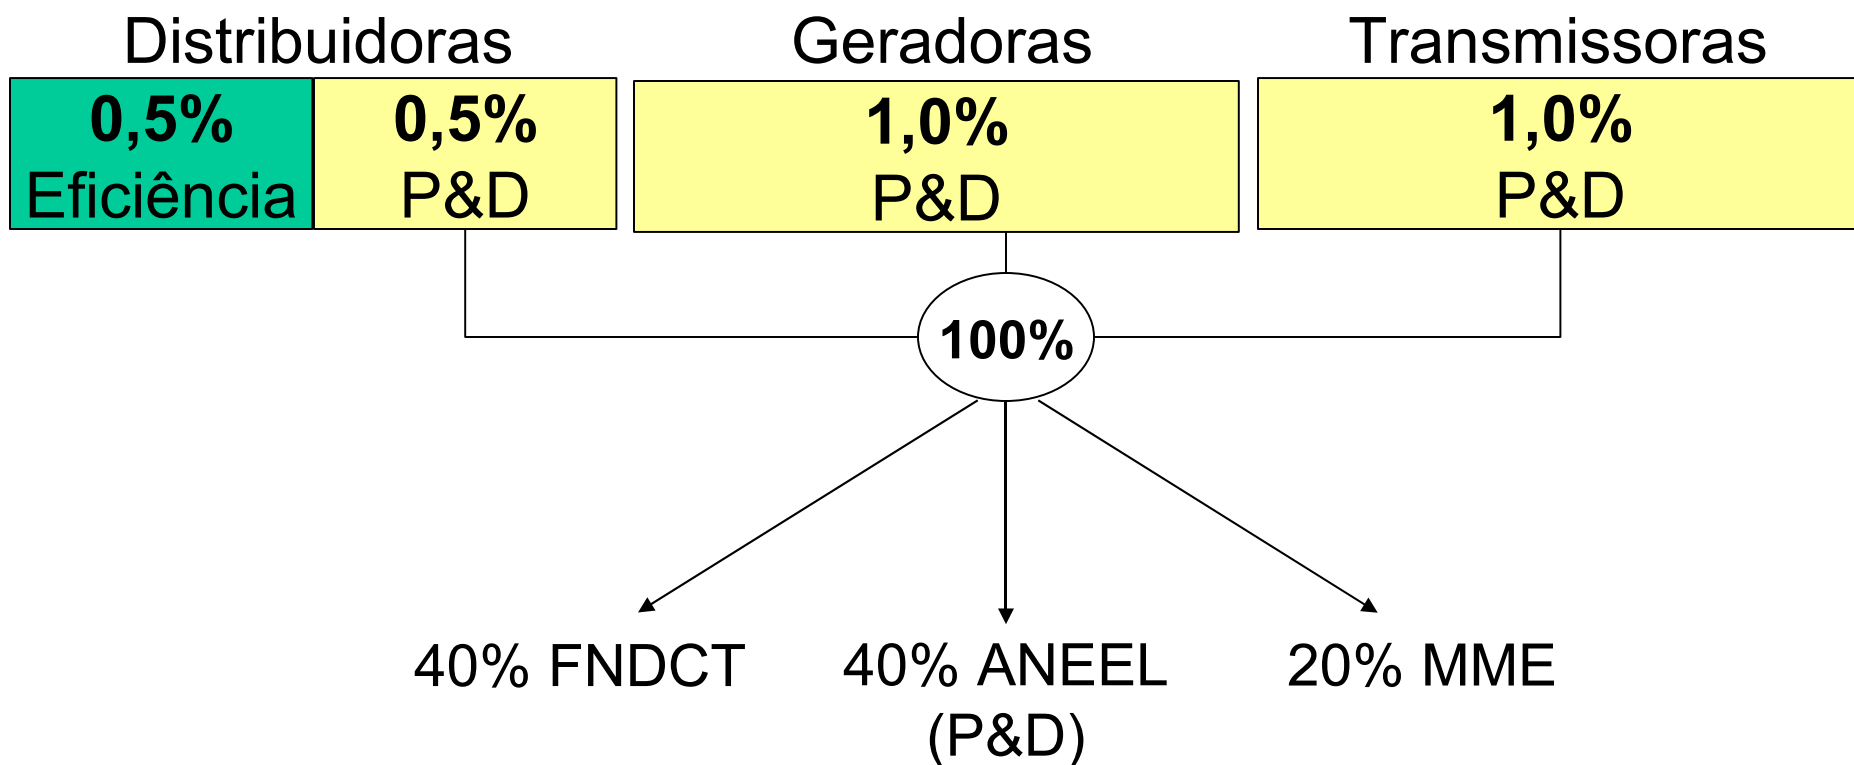 Distribuidoras
Geradoras
Transmissoras
0,5%
Eficiência
0,5%
P&D
1,0%
P&D
1,0%
P&D
100%
40% FNDCT
40% ANEEL
(P&D)
20% MME